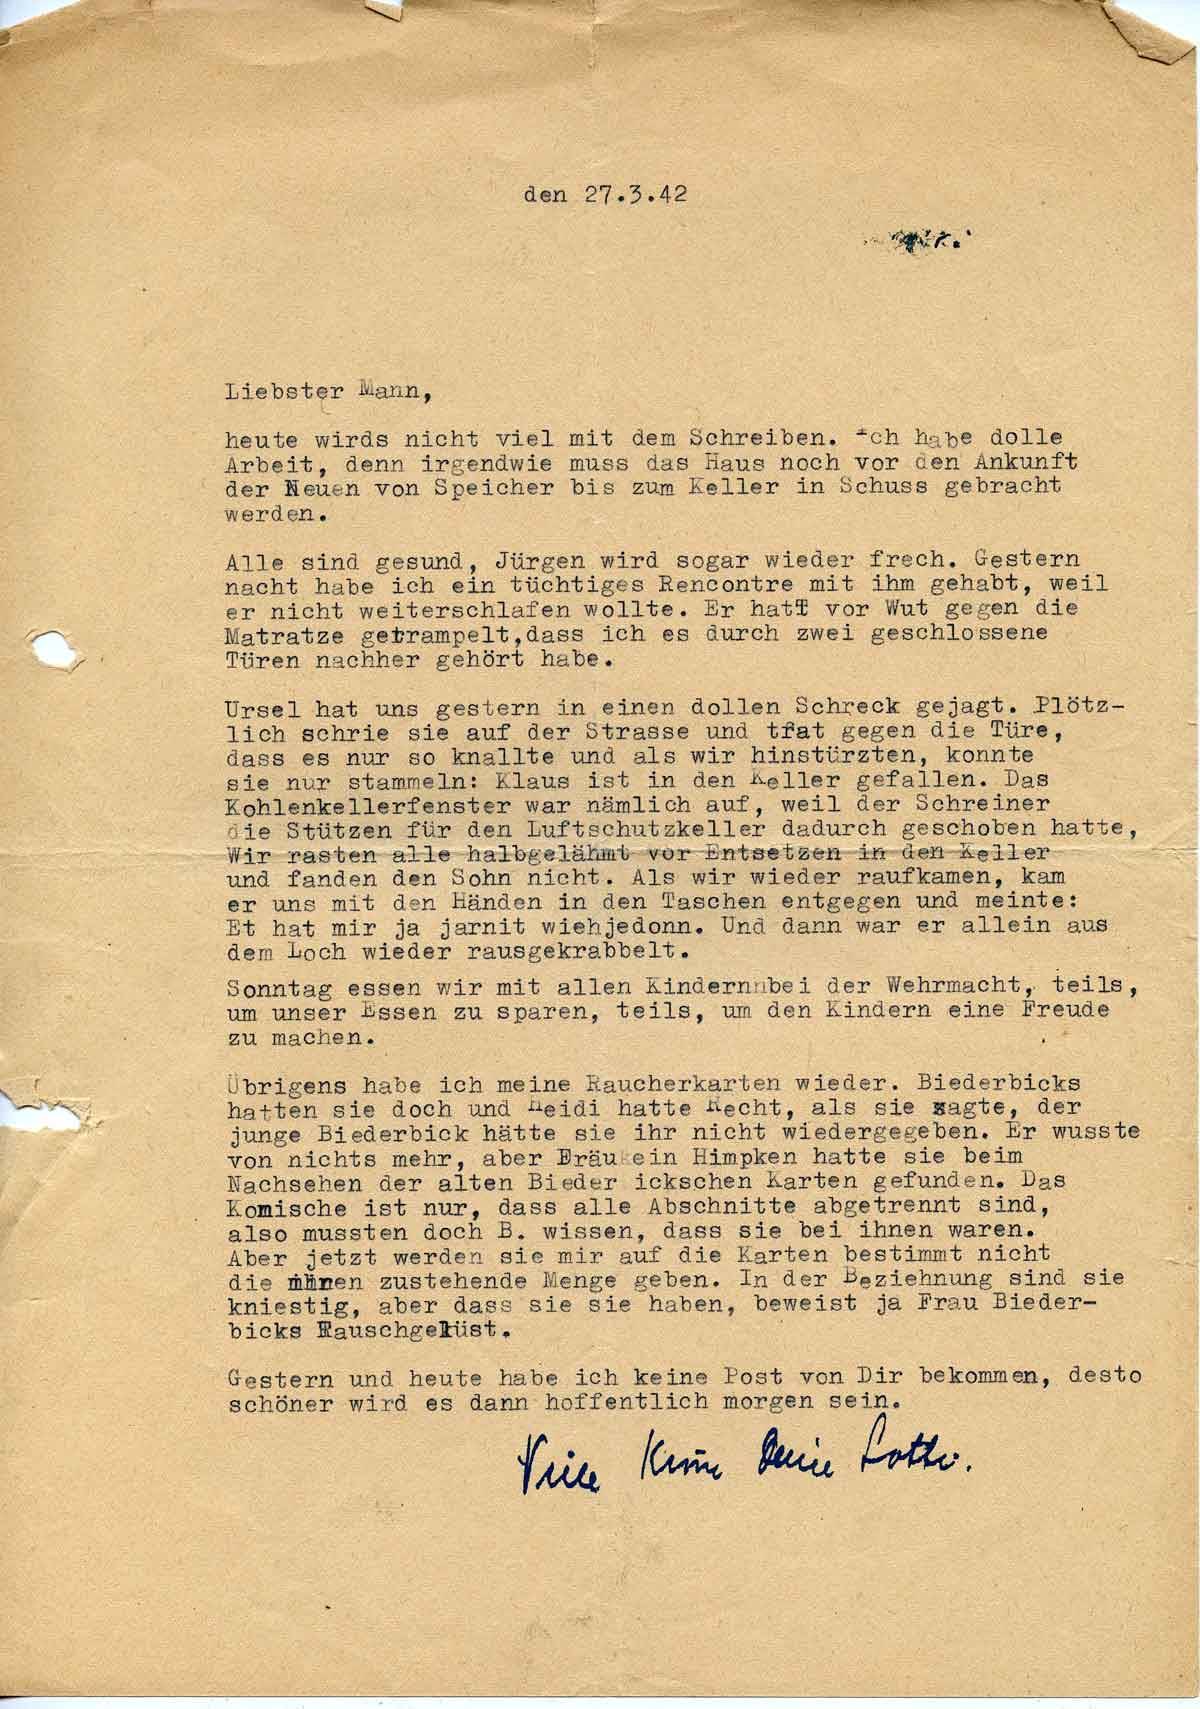 den 27.3.42
Liebster Mann,
heute wirds nicht viel mit dem Schreiben. Ich habe dolle
Arbeit, denn irgendwie muss das Haus noch vor den Ankunft
der Neuen von Speicher bis zum Keller in Schuss gebracht
werden.
Alle sind gesund, Jürgen wird sogar wieder frech. Gestern
nacht habe ich ein tüchtiges Rencontre mit ihm gehabt, weil
er nicht weiterschlafen wollte. Er hatt vor Wut gegen die
Matratze getrampelt,dass ich es durch zwei geschlossene
Türen nachher gehört habe.
Ursel hat uns gestern in einen dollen Schreck gejagt. Plötz-
lich schrie sie auf der Strasse und trat gegen die Türe,
dass es nur so knallte und als wir hinstürzten, konnte
sie nur stammeln: Klaus ist in den Keller gefallen. Das
Kohlenkellerfenster war nämlich auf, weil der Schreiner
die Stützen für den Luftschutzkeller dadurch geschoben hatte,
Wir rasten alle halbgelähmt vor Entsetzen in den Keller
und fanden den Sohn nicht. Als wir wieder raufkamen, kam
er uns mit den Händen in den Taschen entgegen und meinte:
Et hat mir ja jarnit wiehjedonn. Und dann war er allein aus
dem Loch wieder rausgekrabbelt.
Sonntag essen wir mit allen Kindernnbei der Wehrmacht, teils,
um unser Essen zu sparen, teils, um den Kindern eine Freude
zu machen.
Übrigens habe ich meine Raucherkarten wieder. Biederbicks
hatten sie doch und Heidi hatte Recht, als sie sagte, der
junge Biederbick hätte sie ihr nicht wiedergegeben. Er wusste
von nichts mehr, aber Fräukein Himpken hatte sie beim
Nachsehen der alten Bieder ickschen Karten gefunden. Das
Komische ist nur, dass alle Abschnitte abgetrennt sind,
also mussten doch B. wissen, dass sie bei ihnen waren.
Aber jetzt werden sie mir auf die Karten bestimmt nicht
die ihnen zustehende Menge geben. In der Beziehnung sind sie
kniestig, aber dass sie sie haben, beweist ja Frau Bieder-
bicks Rauschgelüst.
Gestern und heute habe ich keine Post von Dir bekommen, desto
schöner wird es dann hoffentlich morgen sein.
Viele Küsse Deine Lotte.